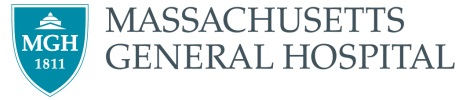 MGH
1811
MASSACHUSETTS
GENERAL HOSPITAL